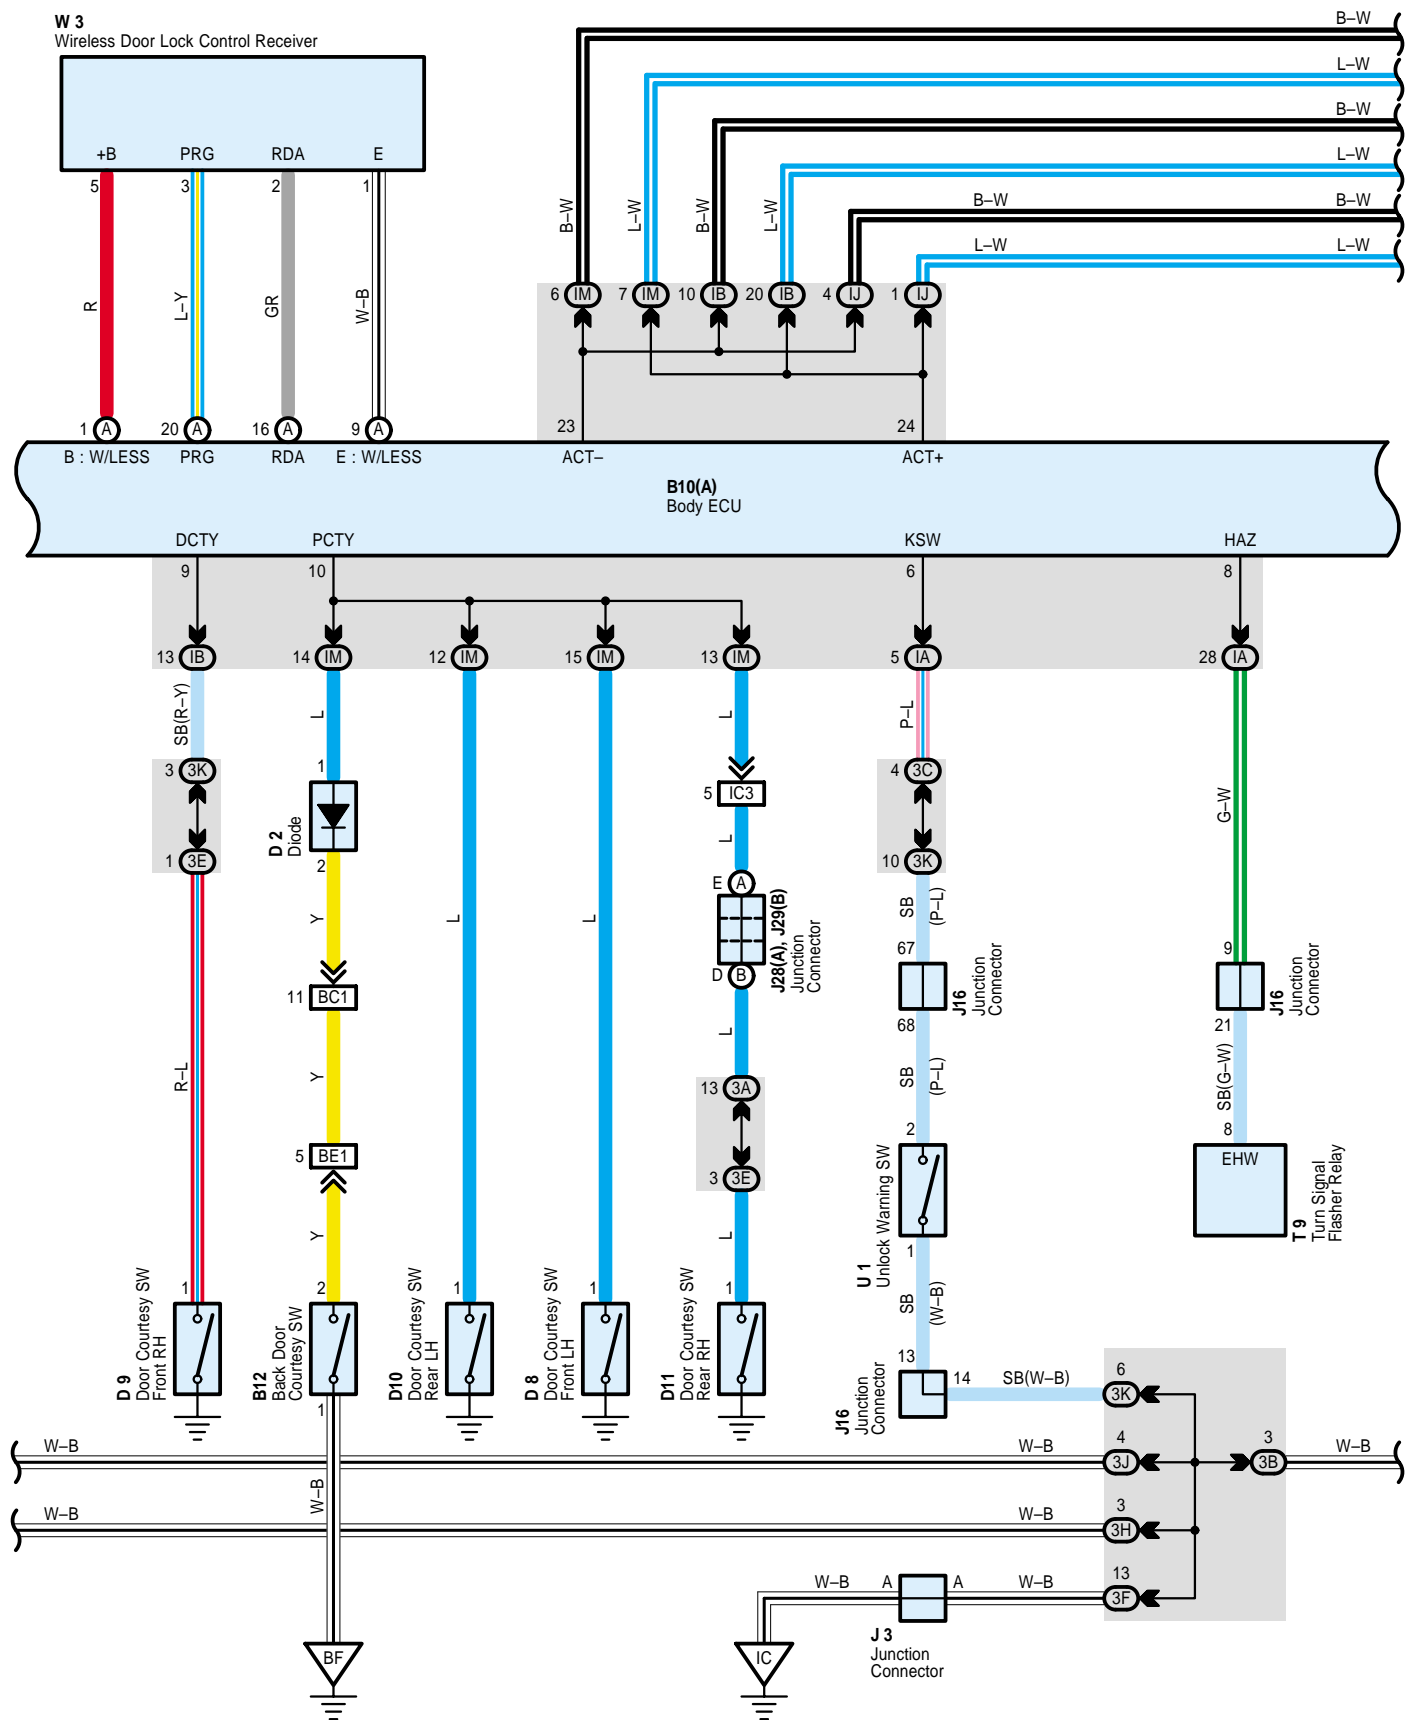 W 3
Wireless Door Lock Control Receiver
+B PRG RDA E
5 3 2 1
R L–Y GR W–B
1 A 20 A 16 A 9 A
B–W
L–W
B–W
L–W
B–W B–W
L–W L–W
B–W L–W B–W L–W
6 IM 7 IM 10 IB 20 IB 4 IJ 1 IJ
23 24
B : W/LESS PRG RDA E : W/LESS ACT– ACT+
B10(A)
Body ECU
DCTY PCTY KSW HAZ
9 10 6 8
13 IB 14 IM 12 IM 15 IM 13 IM 5 IA 28 IA
SB(R–Y) L L P–L
3 3K 1 4 3C
D 2
Diode
5 IC3
L
G–W
1 3E 2 10 3K
E A
Y L L SB (P–L)
J28(A), J29(B)
Junction
Connector
D B
67 9
J16
Junction
Connector
J16
Junction
Connector
11 BC1
68 21
L
R–L Y SB (P–L) SB(G–W)
13 3A
2 8
5 BE1
3 3E
EHW
U 1
Unlock Warning SW
T 9
Turn Signal
Flasher Relay
Y L
1
SB (W–B)
1 2 1 1 1
D 9
Door Courtesy SW
Front RH
B12
Back Door
Courtesy SW
D10
Door Courtesy SW
Rear LH
D 8
Door Courtesy SW
Front LH
D11
Door Courtesy SW
Rear RH
13
14 SB(W–B) 6
3K
J16
Junction
Connector
1
W–B W–B 4 3 W–B
3J 3B
W–B
W–B W–B 3
3H
W–B A A W–B 13
3F
J 3
Junction
Connector
BF IC